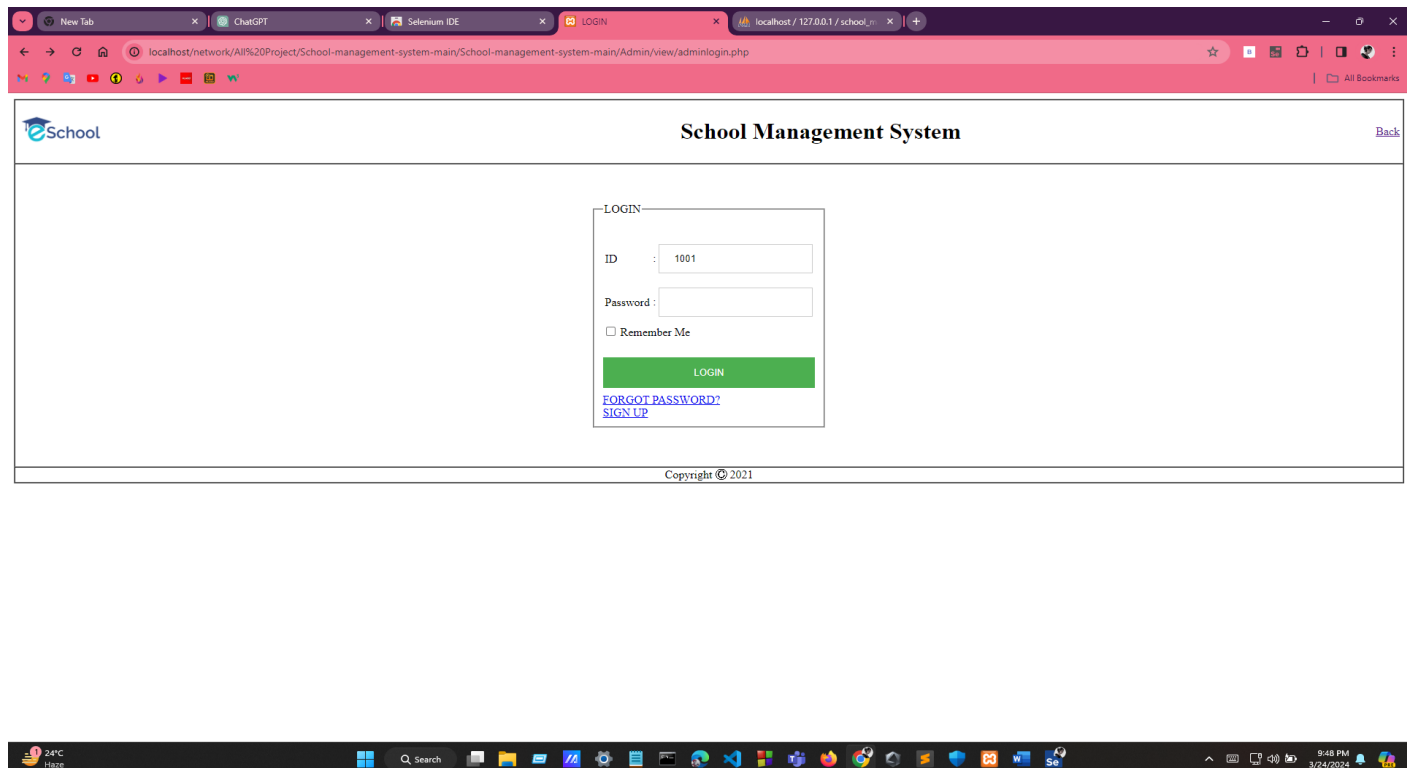 New Tab
ChatGPT
Selenium IDE
LOGIN
localhost / 127.0.0.1 / school_m
localhost/network/All%20Project/School-management-system-main/School-management-system-main/Admin/view/adminlogin.php
All Bookmarks
eSchool
School Management System
Back
LOGIN
ID : 1001
Password :
Remember Me
LOGIN
FORGOT PASSWORD?
SIGN UP
Copyright © 2021
1
24°C
Haze
Search
9:48 PM
3/24/2024